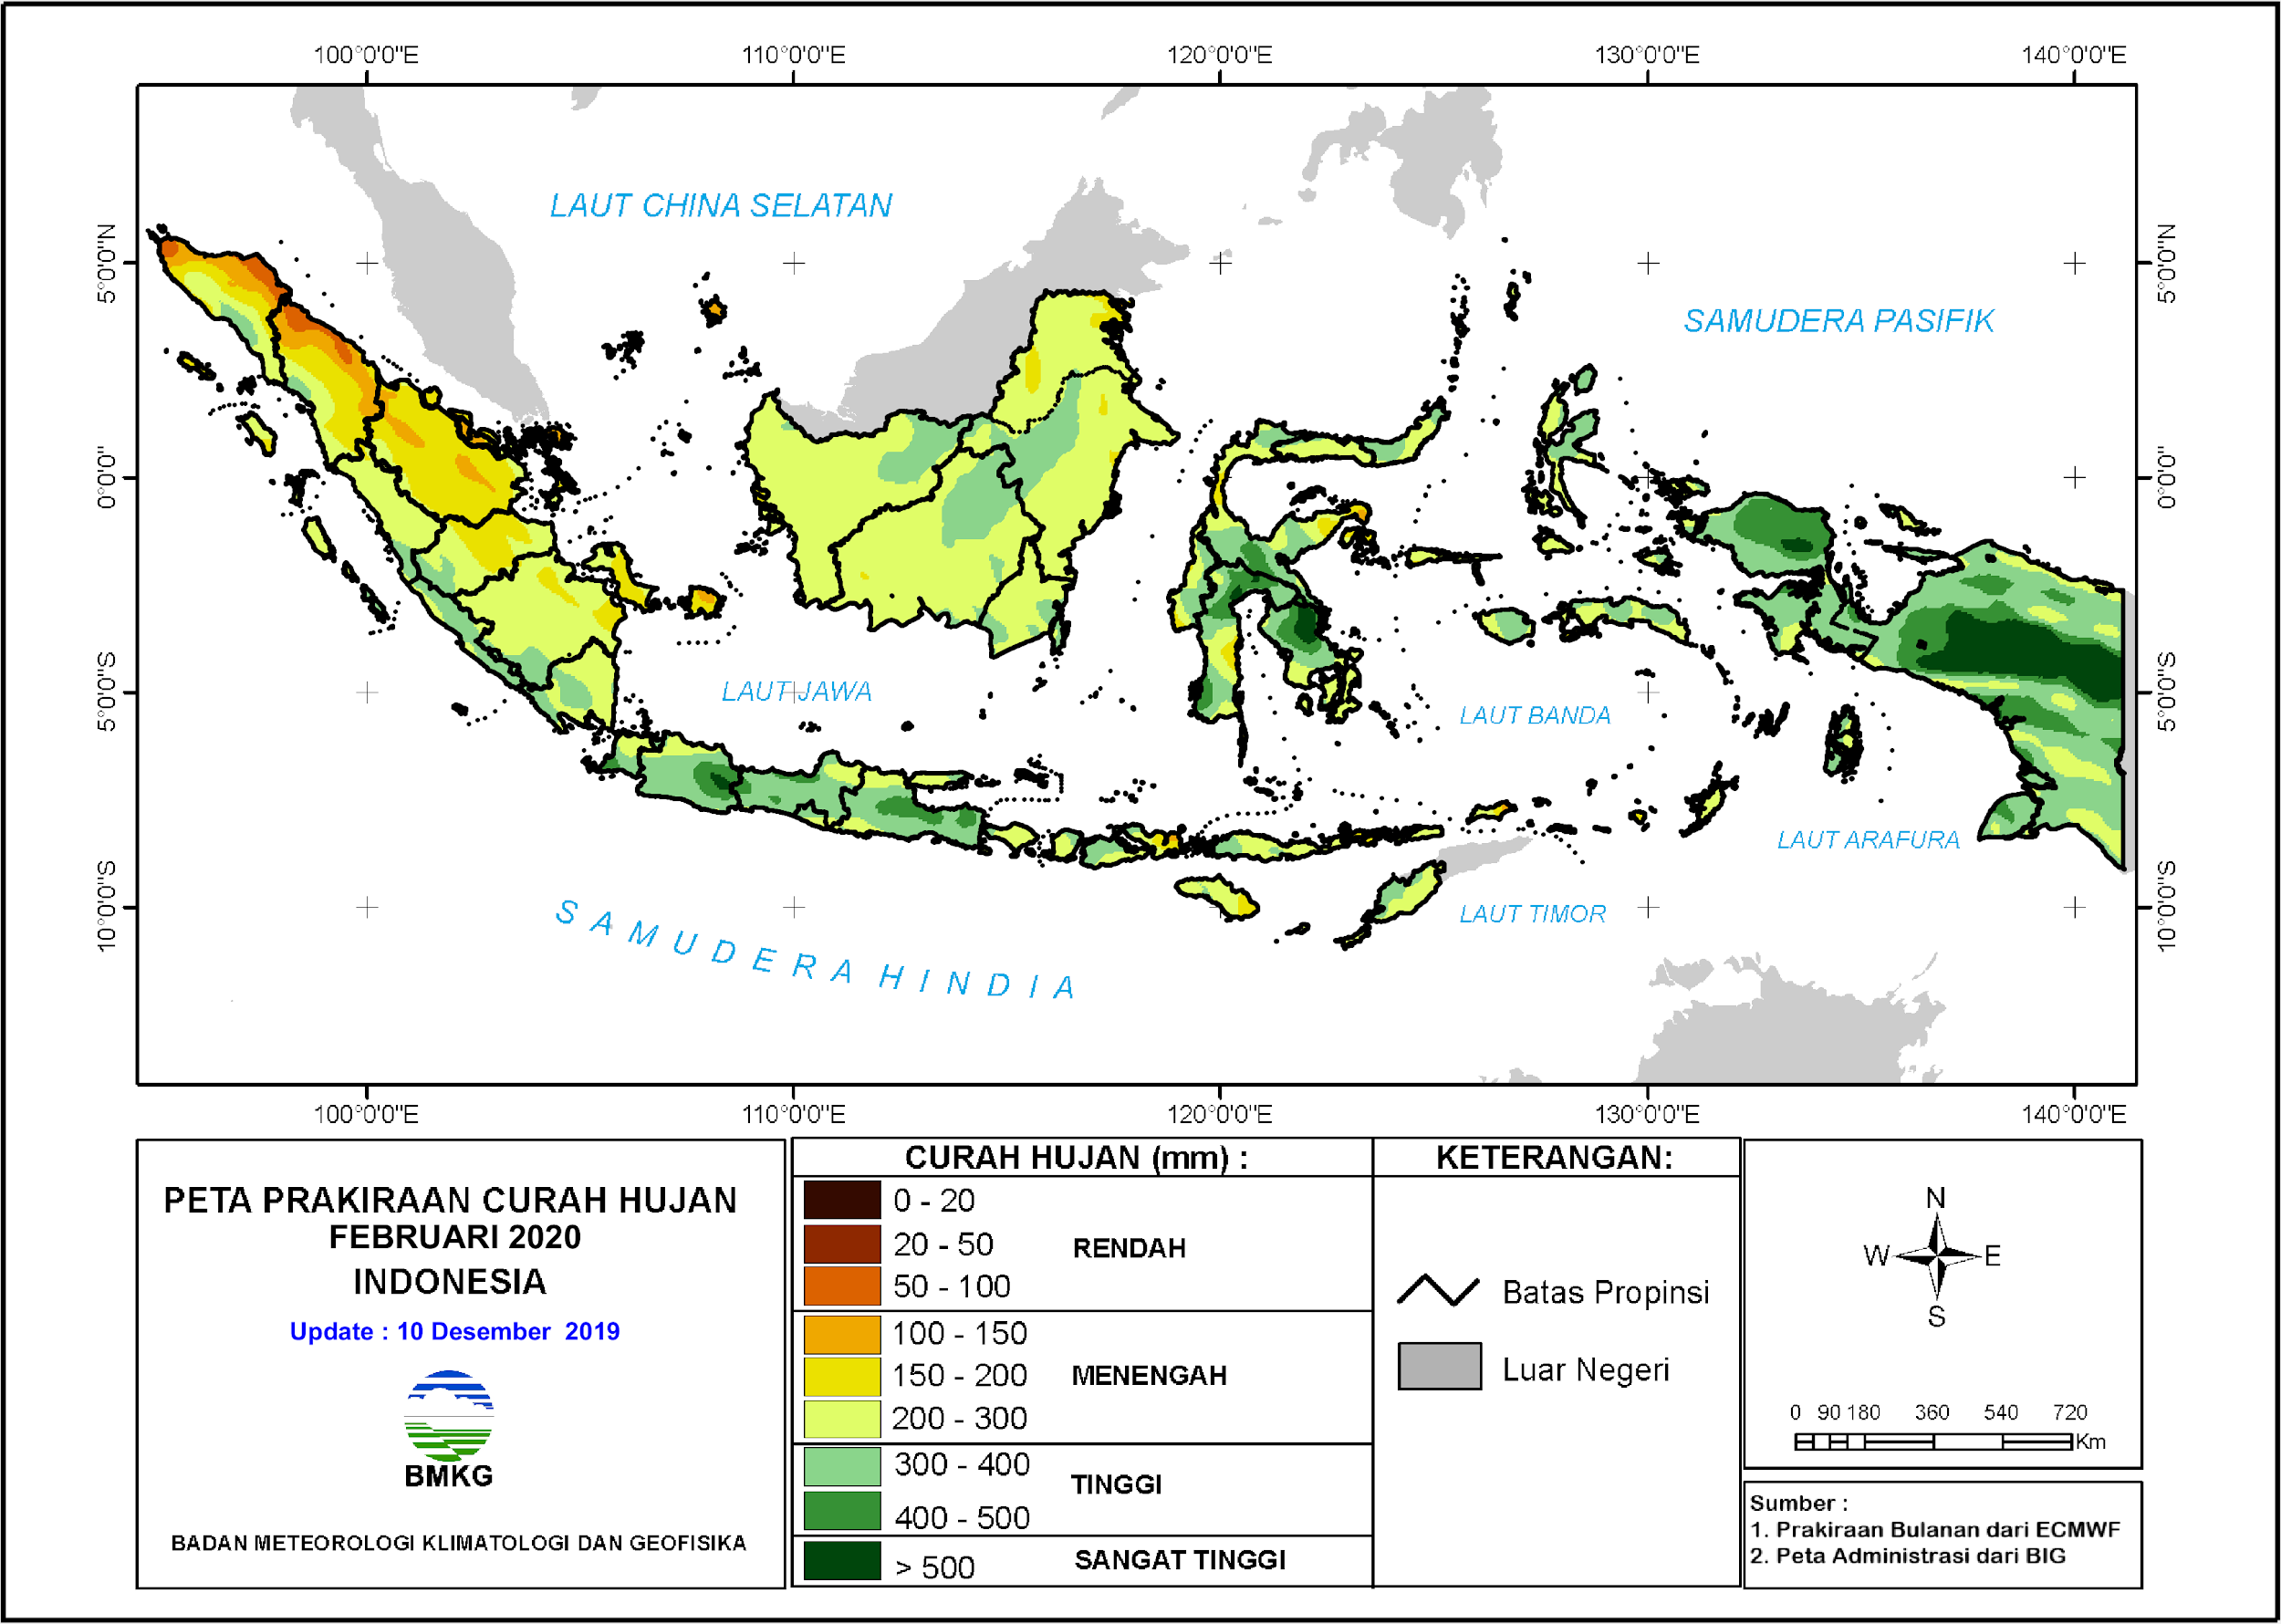 100°0'0"E 110°0'0"E 120°0'0"E 130°0'0"E 140°0'0"E
LAUT CHINA SELATAN
5°0'0"N 5°0'0"N
SAMUDERA PASIFIK
0°0'0" 0°0'0"
5°0'0"S 5°0'0"S
LAUT JAWA
LAUT BANDA
LAUT ARAFURA
10°0'0"S 10°0'0"S
LAUT TIMOR
SAMUDERA HINDIA
100°0'0"E 110°0'0"E 120°0'0"E 130°0'0"E 140°0'0"E
PETA PRAKIRAAN CURAH HUJAN
FEBRUARI 2020
INDONESIA
Update : 10 Desember 2019
BMKG
BADAN METEOROLOGI KLIMATOLOGI DAN GEOFISIKA
CURAH HUJAN (mm) :
0 - 20
20 - 50
RENDAH
50 - 100
100 - 150
150 - 200
MENENGAH
200 - 300
300 - 400
TINGGI
400 - 500
> 500
SANGAT TINGGI
KETERANGAN:
Batas Propinsi
Luar Negeri
N
W E
S
0 90 180 360 540 720
Km
Sumber :
1. Prakiraan Bulanan dari ECMWF
2. Peta Administrasi dari BIG